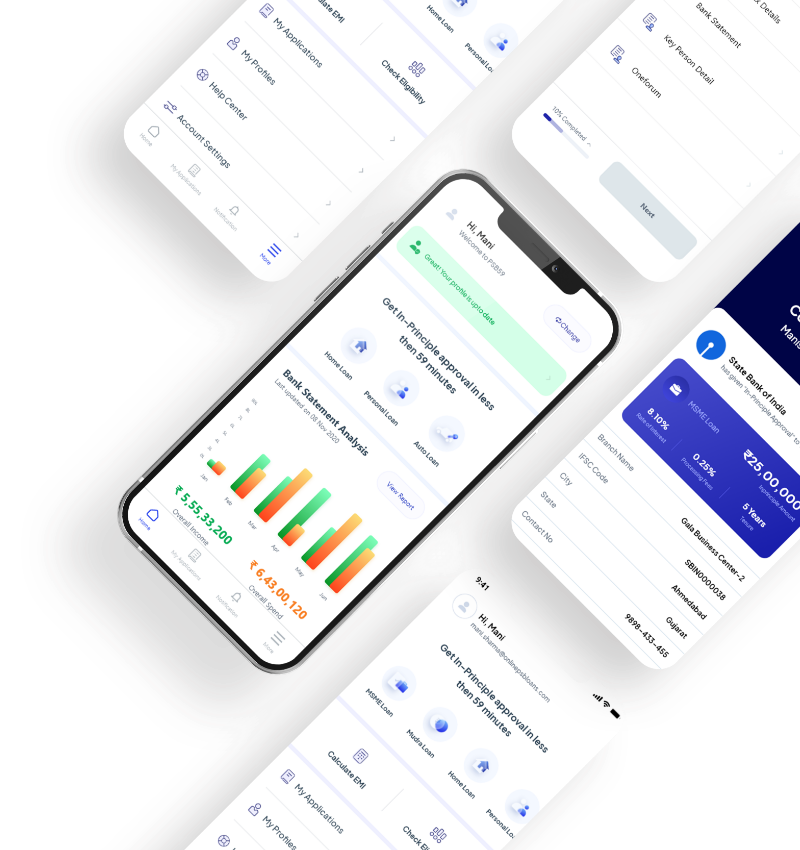 Calculate EMI
Home Loan
Personal Lo
Check Eligibility
My Applications
My Profiles
Help Center
Account Settings
Home
My Applications
Notification
More
Bank Statement
Details
Key Person Detail
Oneforum
10% Completed
Next
Hi, Mani
Welcome to PSB59
Great! Your profile is upto date
Change
Get In-Principle approval in less
then 59 minutes
Home Loan
Personal Loan
Auto Loan
Bank Statement Analysis
Last updated on 08 Nov 2020
View Report
Jan
Feb
Mar
Apr
May
Jun
₹ 5,55,33,200
Overall Income
₹ 6,43,00,120
Overall Spend
Home
My Applications
Notification
More
State Bank of India
has given "In-Principle Approval" to
MSME Loan
₹25,00,000
Inprinciple Amount
8.10%
Rate of Interest
0.25%
Processing Fees
5 Years
Tenure
Branch Name
Gala Business Center-2
IFSC Code
SBIN0000038
City
Ahmedabad
State
Gujarat
Contact No
9898-433-455
9:41
Hi, Mani
mani.sharma@onlinepsbloans.com
Get In-Principle approval in less
then 59 minutes
MSME Loan
Mudra Loan
Home Loan
Personal Lo
Calculate EMI
Check Eli
My Applications
My Profiles